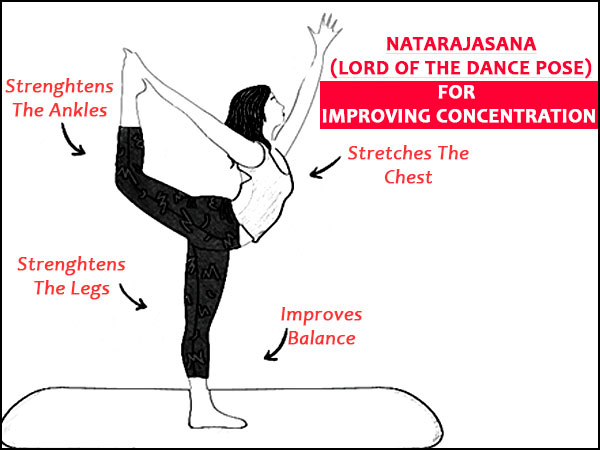 NATARAJASANA
(LORD OF THE DANCE POSE)
FOR
IMPROVING CONCENTRATION
Strenghtens
The Ankles
Stretches The
Chest
Strenghtens
The Legs
Improves
Balance